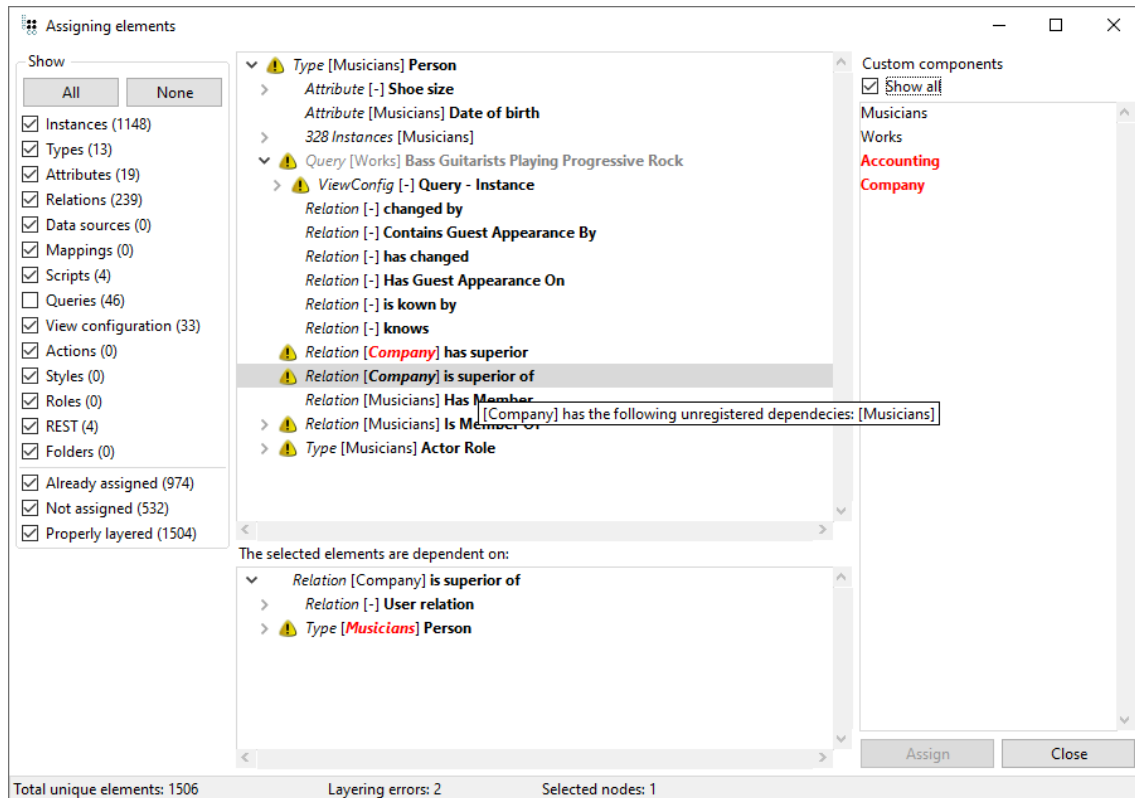 Assigning elements
Show
All None
Instances (1148)
Types (13)
Attributes (19)
Relations (239)
Data sources (0)
Mappings (0)
Scripts (4)
Queries (46)
View configuration (33)
Actions (0)
Styles (0)
Roles (0)
REST (4)
Folders (0)
Already assigned (974)
Not assigned (532)
Properly layered (1504)
Type [Musicians] Person
Attribute [-] Shoe size
Attribute [Musicians] Date of birth
328 Instances [Musicians]
Query [Works] Bass Guitarists Playing Progressive Rock
ViewConfig [-] Query - Instance
Relation [-] changed by
Relation [-] Contains Guest Appearance By
Relation [-] has changed
Relation [-] Has Guest Appearance On
Relation [-] is kown by
Relation [-] knows
Relation [Company] has superior
Relation [Company] is superior of
Relation [Musicians] Has Member
[Company] has the following unregistered dependecies: [Musicians]
Relation [Musicians] Is Member Of
Type [Musicians] Actor Role
The selected elements are dependent on:
Relation [Company] is superior of
Relation [-] User relation
Type [Musicians] Person
Custom components
Show all
Musicians
Works
Accounting
Company
Assign Close
Total unique elements: 1506 Layering errors: 2 Selected nodes: 1